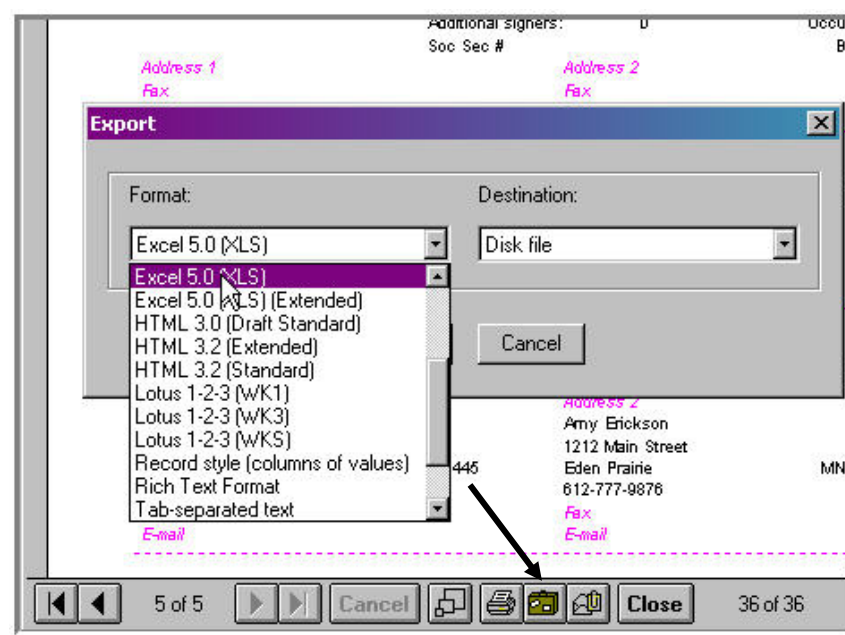 Additional signers: D Occu
Soc Sec # B
Address 1 Address 2
Fax Fax
Export
Format: Destination:
Excel 5.0 (XLS) Disk file
Excel 5.0 (XLS)
Excel 5.0 (XLS) (Extended)
HTML 3.0 (Draft Standard)
HTML 3.2 (Extended)
HTML 3.2 (Standard)
Cancel
Lotus 1-2-3 (WK1)
Lotus 1-2-3 (WK3)
Lotus 1-2-3 (WKS)
Record style (columns of values)
Rich Text Format
Tab-separated text
Address 2
Amy Erickson
1212 Main Street
445 Eden Prairie MN
612-777-9876
Fax
E-mail E-mail
5 of 5 Cancel Close 36 of 36